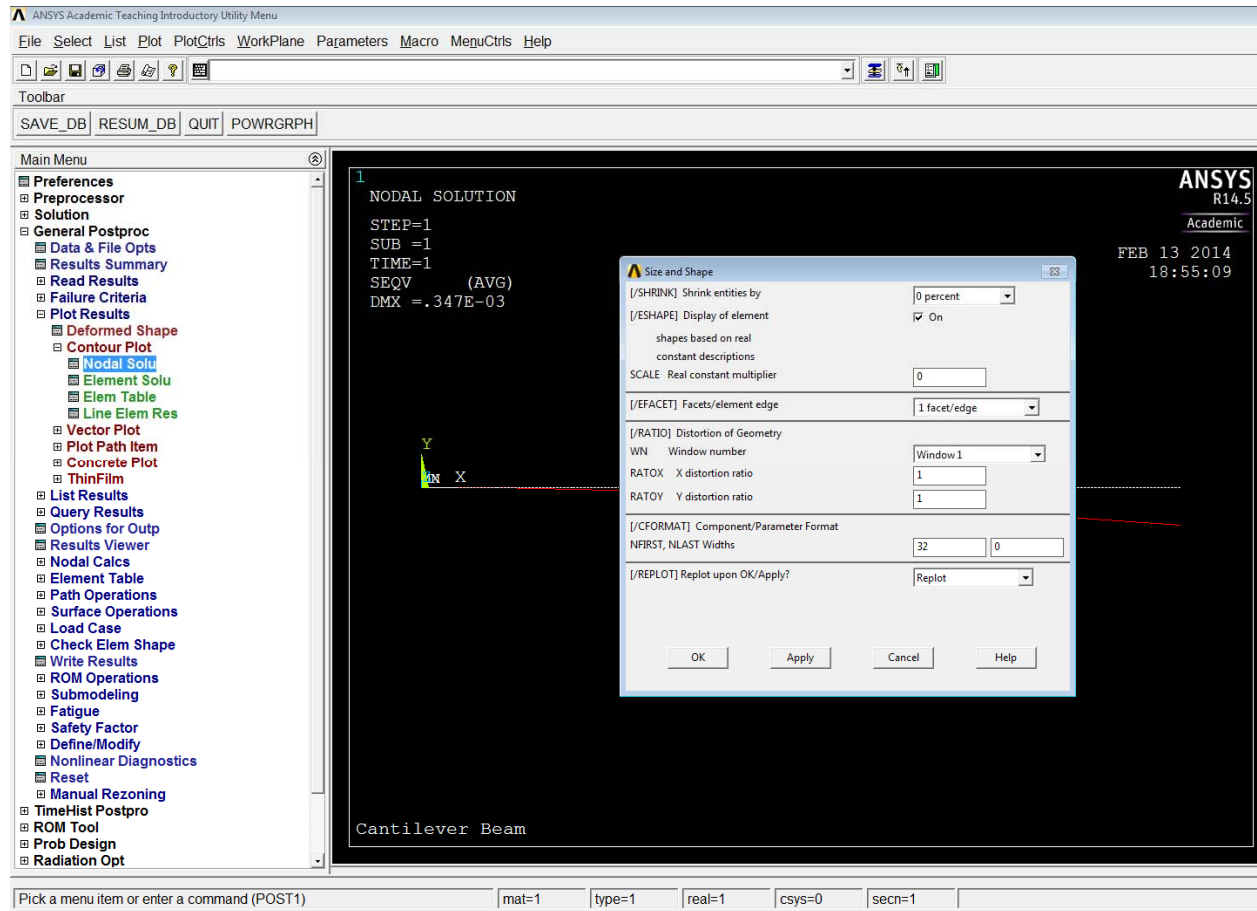 ANSYS Academic Teaching Introductory Utility Menu
File Select List Plot PlotCtrls WorkPlane Parameters Macro MenuCtrls Help
Toolbar
SAVE_DB RESUM_DB QUIT POWRGRPH
Main Menu
Preferences
Preprocessor
Solution
General Postproc
Data & File Opts
Results Summary
Read Results
Failure Criteria
Plot Results
Deformed Shape
Contour Plot
Nodal Solu
Element Solu
Elem Table
Line Elem Res
Vector Plot
Plot Path Item
Concrete Plot
ThinFilm
List Results
Query Results
Options for Outp
Results Viewer
Nodal Calcs
Element Table
Path Operations
Surface Operations
Load Case
Check Elem Shape
Write Results
ROM Operations
Submodeling
Fatigue
Safety Factor
Define/Modify
Nonlinear Diagnostics
Reset
Manual Rezoning
TimeHist Postpro
ROM Tool
Prob Design
Radiation Opt
1
NODAL SOLUTION
STEP=1
SUB =1
TIME=1
SEQV (AVG)
DMX =.347E-03
ANSYS
R14.5
Academic
FEB 13 2014
18:55:09
Y
X
Size and Shape
[/SHRINK] Shrink entities by 0 percent
[/ESHAPE] Display of element On
shapes based on real
constant descriptions
SCALE Real constant multiplier 0
[/EFACET] Facets/element edge 1 facet/edge
[/RATIO] Distortion of Geometry
WN Window number Window 1
RATOX X distortion ratio 1
RATOY Y distortion ratio 1
[/CFORMAT] Component/Parameter Format
NFIRST, NLAST Widths 32 0
[/REPLOT] Replot upon OK/Apply? Replot
OK Apply Cancel Help
Cantilever Beam
Pick a menu item or enter a command (POST1) mat=1 type=1 real=1 csys=0 secn=1